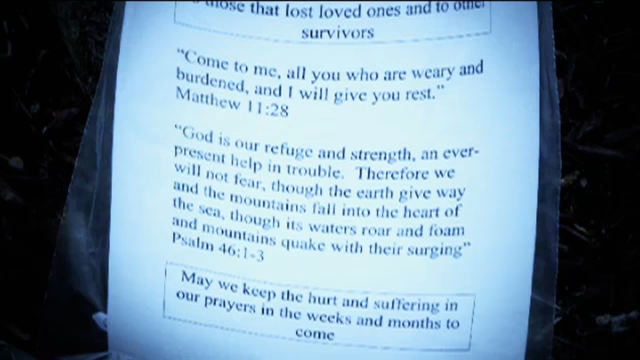 those that lost loved ones and to other
survivors
"Come to me, all you who are weary and
burdened, and I will give you rest."
Matthew 11:28
"God is our refuge and strength, an ever-
present help in trouble. Therefore we
will not fear, though the earth give way
and the mountains fall into the heart of
the sea, though its waters roar and foam
and mountains quake with their surging"
Psalm 46:1-3
May we keep the hurt and suffering in
our prayers in the weeks and months to
come